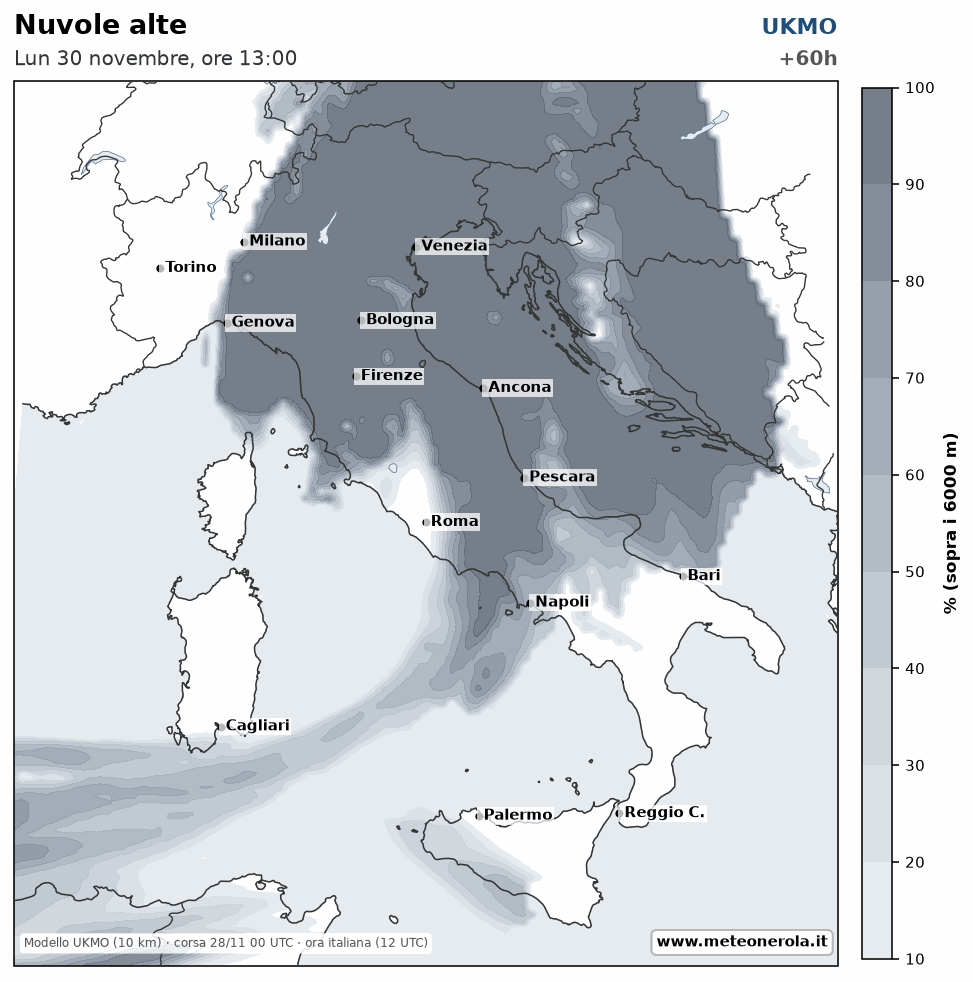 Nuvole alte
UKMO
Lun 30 novembre, ore 13:00
+60h
Milano
Venezia
Torino
Genova
Bologna
Firenze
Ancona
Pescara
Roma
Bari
Napoli
Cagliari
Palermo
Reggio C.
100
90
80
70
60
50
40
30
20
10
% (sopra i 6000 m)
Modello UKMO (10 km) · corsa 28/11 00 UTC · ora italiana (12 UTC)
www.meteonerola.it